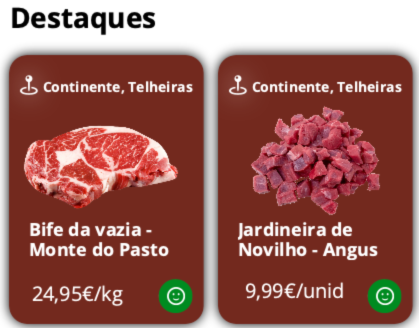 Destaques
Continente, Telheiras
Bife da vazia -
Monte do Pasto
24,95€/kg
Continente, Telheiras
Jardineira de
Novilho - Angus
9,99€/unid